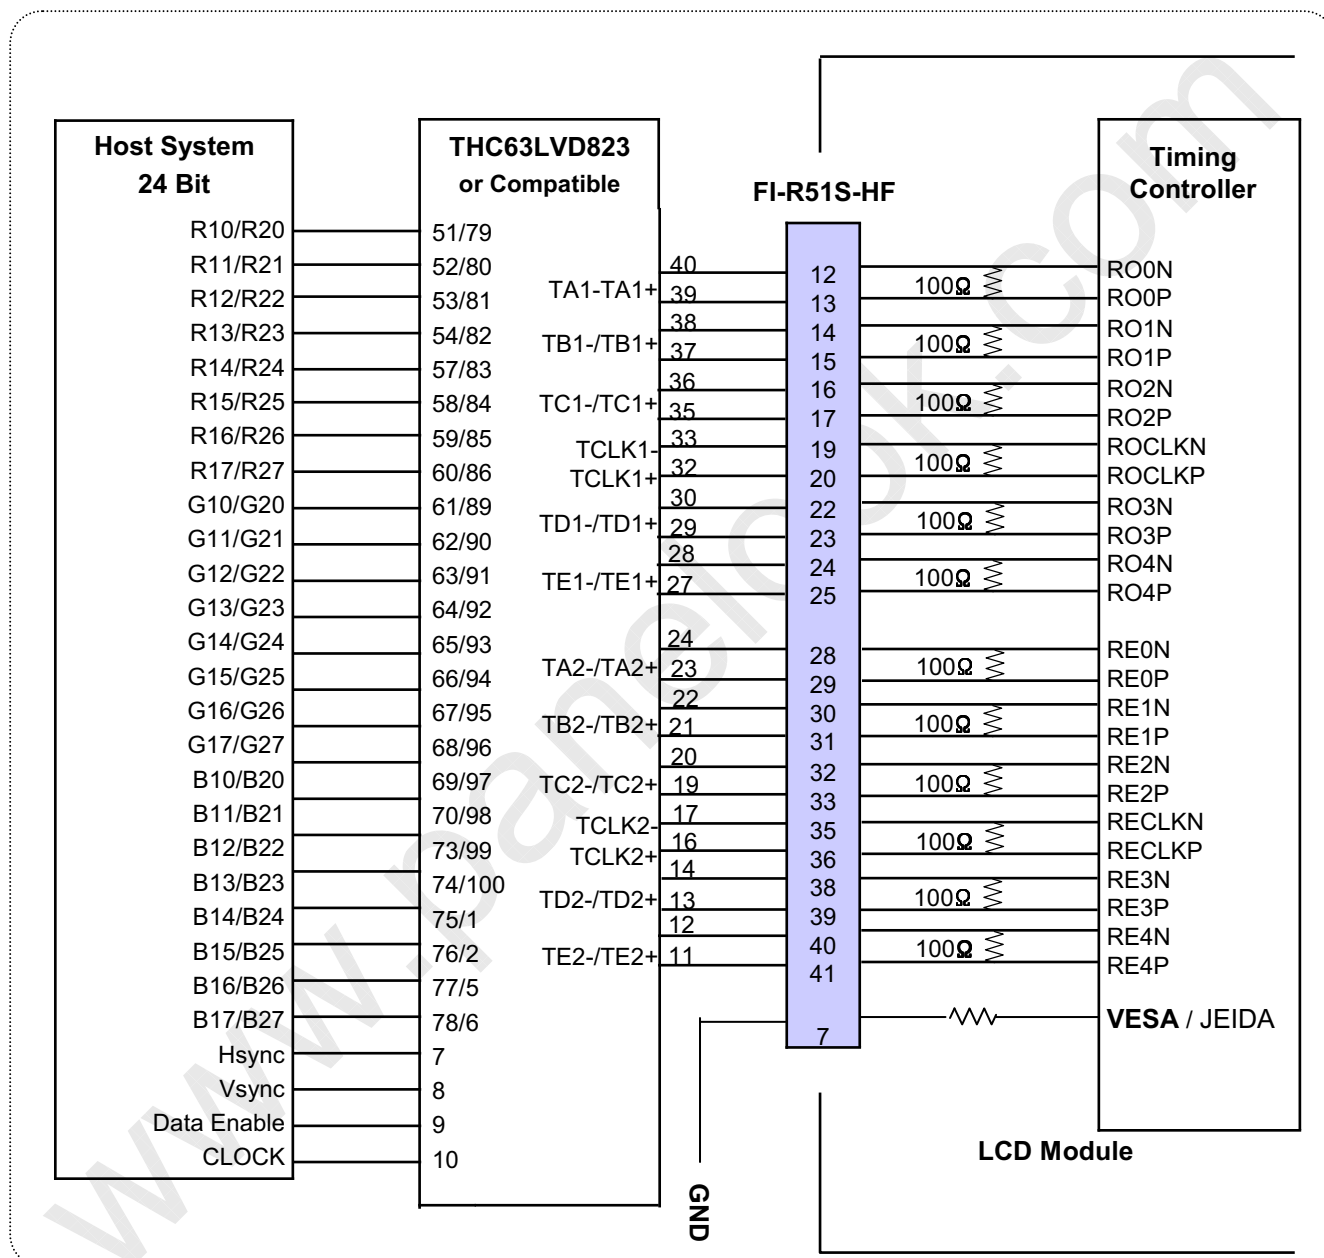 Host System
24 Bit
R10/R20
R11/R21
R12/R22
R13/R23
R14/R24
R15/R25
R16/R26
R17/R27
G10/G20
G11/G21
G12/G22
G13/G23
G14/G24
G15/G25
G16/G26
G17/G27
B10/B20
B11/B21
B12/B22
B13/B23
B14/B24
B15/B25
B16/B26
B17/B27
Hsync
Vsync
Data Enable
CLOCK
THC63LVD823
or Compatible
51/79
52/80
53/81
54/82
57/83
58/84
59/85
60/86
61/89
62/90
63/91
64/92
65/93
66/94
67/95
68/96
69/97
70/98
73/99
74/100
75/1
76/2
77/5
78/6
7
8
9
10
TA1-TA1+
TB1-/TB1+
TC1-/TC1+
TCLK1-
TCLK1+
TD1-/TD1+
TE1-/TE1+
TA2-/TA2+
TB2-/TB2+
TC2-/TC2+
TCLK2-
TCLK2+
TD2-/TD2+
TE2-/TE2+
40
39
38
37
36
35
33
32
30
29
28
27
24
23
22
21
20
19
17
16
14
13
12
11
GND
FI-R51S-HF
12
13
14
15
16
17
19
20
22
23
24
25
28
29
30
31
32
33
35
36
38
39
40
41
7
100Ω
100Ω
100Ω
100Ω
100Ω
100Ω
100Ω
100Ω
100Ω
100Ω
100Ω
100Ω
Timing
Controller
RO0N
RO0P
RO1N
RO1P
RO2N
RO2P
ROCLKN
ROCLKP
RO3N
RO3P
RO4N
RO4P
RE0N
RE0P
RE1N
RE1P
RE2N
RE2P
RECLKN
RECLKP
RE3N
RE3P
RE4N
RE4P
VESA / JEIDA
LCD Module
www.panelook.com